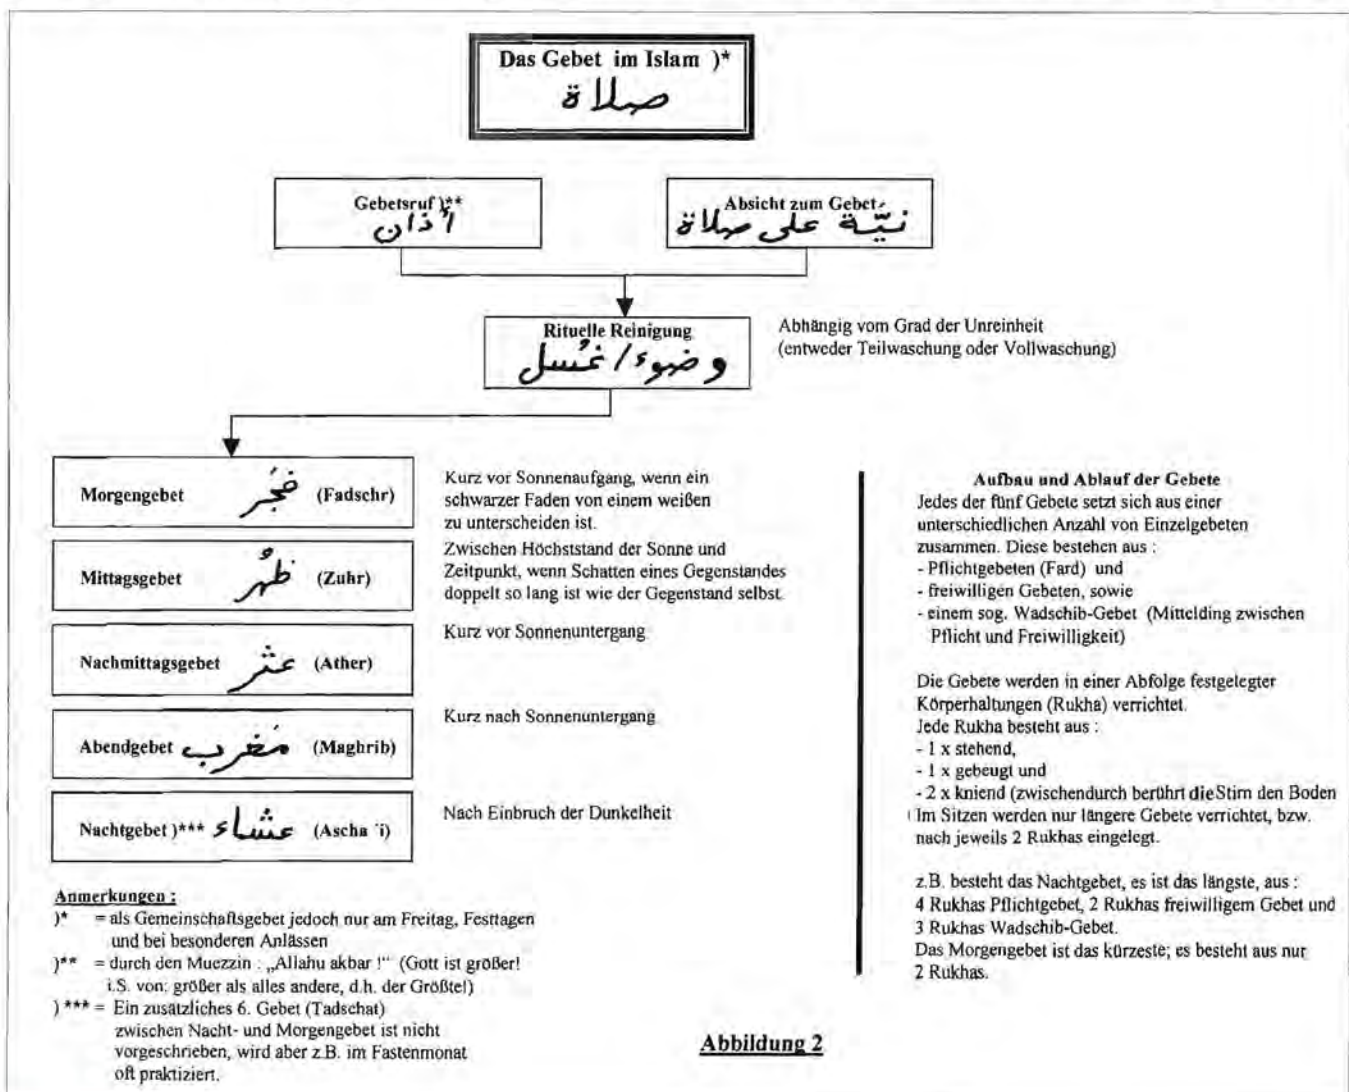 Das Gebet im Islam )*
صلاة
Gebetsruf )**
أذان
Absicht zum Gebet
نيّة على صلاة
Rituelle Reinigung
وضوء / غُسل
Abhängig vom Grad der Unreinheit
(entweder Teilwaschung oder Vollwaschung)
Morgengebet فجُر (Fadschr)
Kurz vor Sonnenaufgang, wenn ein
schwarzer Faden von einem weißen
zu unterscheiden ist.
Mittagsgebet ظهُر (Zuhr)
Zwischen Höchststand der Sonne und
Zeitpunkt, wenn Schatten eines Gegenstandes
doppelt so lang ist wie der Gegenstand selbst.
Nachmittagsgebet عثر (Ather)
Kurz vor Sonnenuntergang
Abendgebet مَغرب (Maghrib)
Kurz nach Sonnenuntergang
Nachtgebet )*** عشاء (Ascha ´i)
Nach Einbruch der Dunkelheit
Anmerkungen :
)* = als Gemeinschaftsgebet jedoch nur am Freitag, Festtagen
und bei besonderen Anlässen
)** = durch den Muezzin : „Allahu akbar !“ (Gott ist größer!
i.S. von: größer als alles andere, d.h. der Größte!)
) *** = Ein zusätzliches 6. Gebet (Tadschat)
zwischen Nacht- und Morgengebet ist nicht
vorgeschrieben, wird aber z.B. im Fastenmonat
oft praktiziert.
Aufbau und Ablauf der Gebete
Jedes der fünf Gebete setzt sich aus einer
unterschiedlichen Anzahl von Einzelgebeten
zusammen. Diese bestehen aus :
- Pflichtgebeten (Fard) und
- freiwilligen Gebeten, sowie
- einem sog. Wadschib-Gebet (Mittelding zwischen
Pflicht und Freiwilligkeit)
Die Gebete werden in einer Abfolge festgelegter
Körperhaltungen (Rukha) verrichtet.
Jede Rukha besteht aus :
- 1 x stehend,
- 1 x gebeugt und
- 2 x kniend (zwischendurch berührt die Stirn den Boden
Im Sitzen werden nur längere Gebete verrichtet, bzw.
nach jeweils 2 Rukhas eingelegt.
z.B. besteht das Nachtgebet, es ist das längste, aus :
4 Rukhas Pflichtgebet, 2 Rukhas freiwilligem Gebet und
3 Rukhas Wadschib-Gebet.
Das Morgengebet ist das kürzeste; es besteht aus nur
2 Rukhas.
Abbildung 2